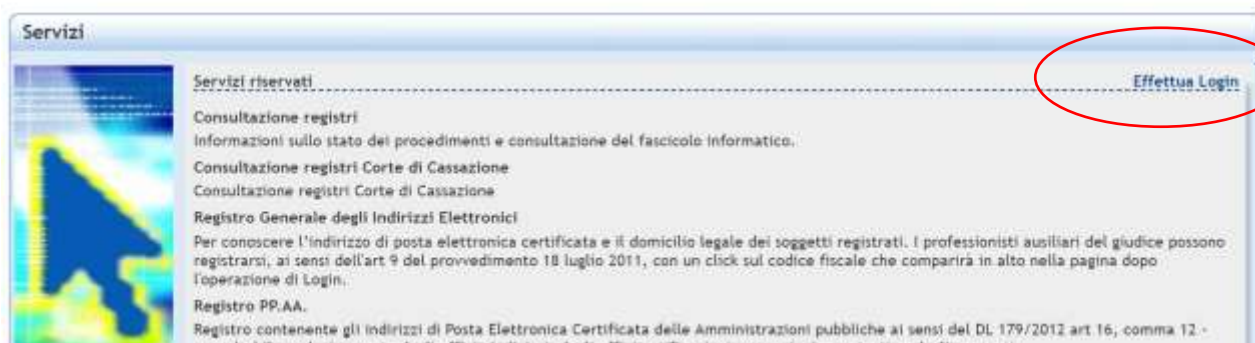 Servizi
Servizi riservati
Effettua Login
Consultazione registri
Informazioni sullo stato dei procedimenti e consultazione del fascicolo informatico.
Consultazione registri Corte di Cassazione
Consultazione registri Corte di Cassazione
Registro Generale degli Indirizzi Elettronici
Per conoscere l'indirizzo di posta elettronica certificata e il domicilio legale dei soggetti registrati. I professionisti ausiliari del giudice possono
registrarsi, ai sensi dell'art 9 del provvedimento 18 luglio 2011, con un click sul codice fiscale che comparirà in alto nella pagina dopo
l'operazione di Login.
Registro PP.AA.
Registro contenente gli indirizzi di Posta Elettronica Certificata delle Amministrazioni pubbliche ai sensi del DL 179/2012 art 16, comma 12 -